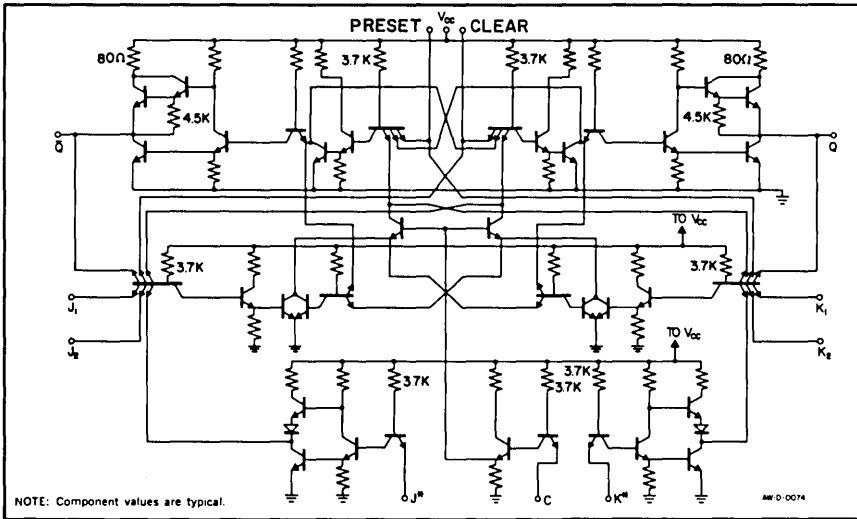 PRESET Vcc CLEAR
80Ω 3.7K 3.7K 80Ω
4.5K 4.5K
Q̄ Q
TO Vcc
3.7K 3.7K
J1 K1
J2 K2
TO Vcc
3.7K 3.7K
3.7K
J* C K*
NOTE: Component values are typical.
AW-D-0074